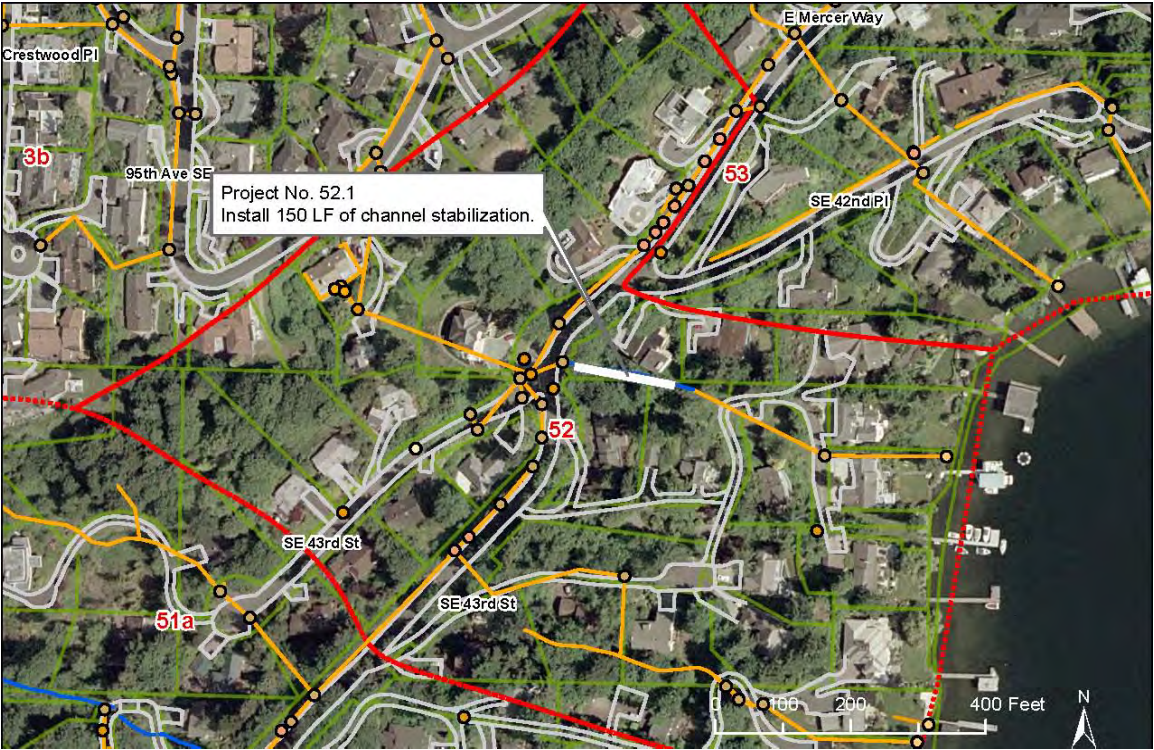 E Mercer Way
Crestwood Pl
3b
95th Ave SE
53
Project No. 52.1
Install 150 LF of channel stabilization.
SE 42nd Pl
52
SE 43rd St
SE 43rd St
51a
0 100 200 400 Feet
N